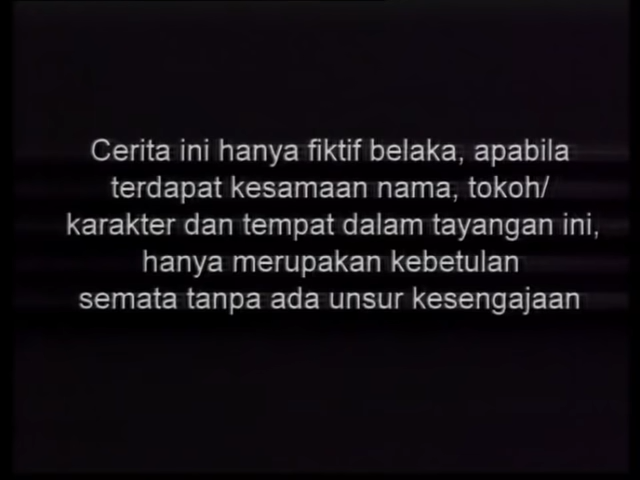 Cerita ini hanya fiktif belaka, apabila
terdapat kesamaan nama, tokoh/
karakter dan tempat dalam tayangan ini,
hanya merupakan kebetulan
semata tanpa ada unsur kesengajaan